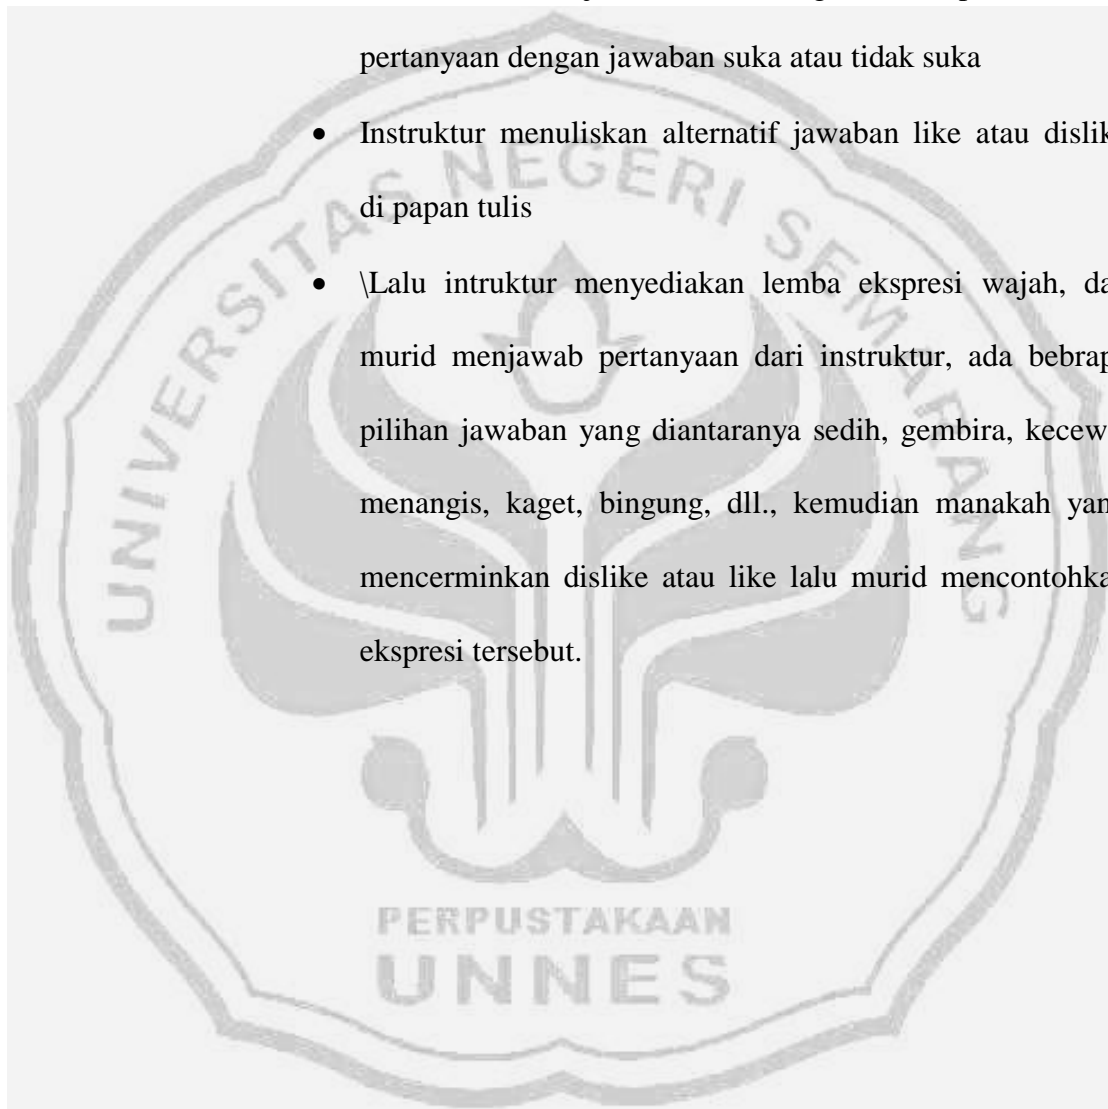 pertanyaan dengan jawaban suka atau tidak suka
• Instruktur menuliskan alternatif jawaban like atau dislik
di papan tulis
• \Lalu intruktur menyediakan lemba ekspresi wajah, da
murid menjawab pertanyaan dari instruktur, ada bebrap
pilihan jawaban yang diantaranya sedih, gembira, kecew
menangis, kaget, bingung, dll., kemudian manakah yan
mencerminkan dislike atau like lalu murid mencontohka
ekspresi tersebut.
UNIVERSITAS NEGERI SEMARANG
PERPUSTAKAAN
UNNES